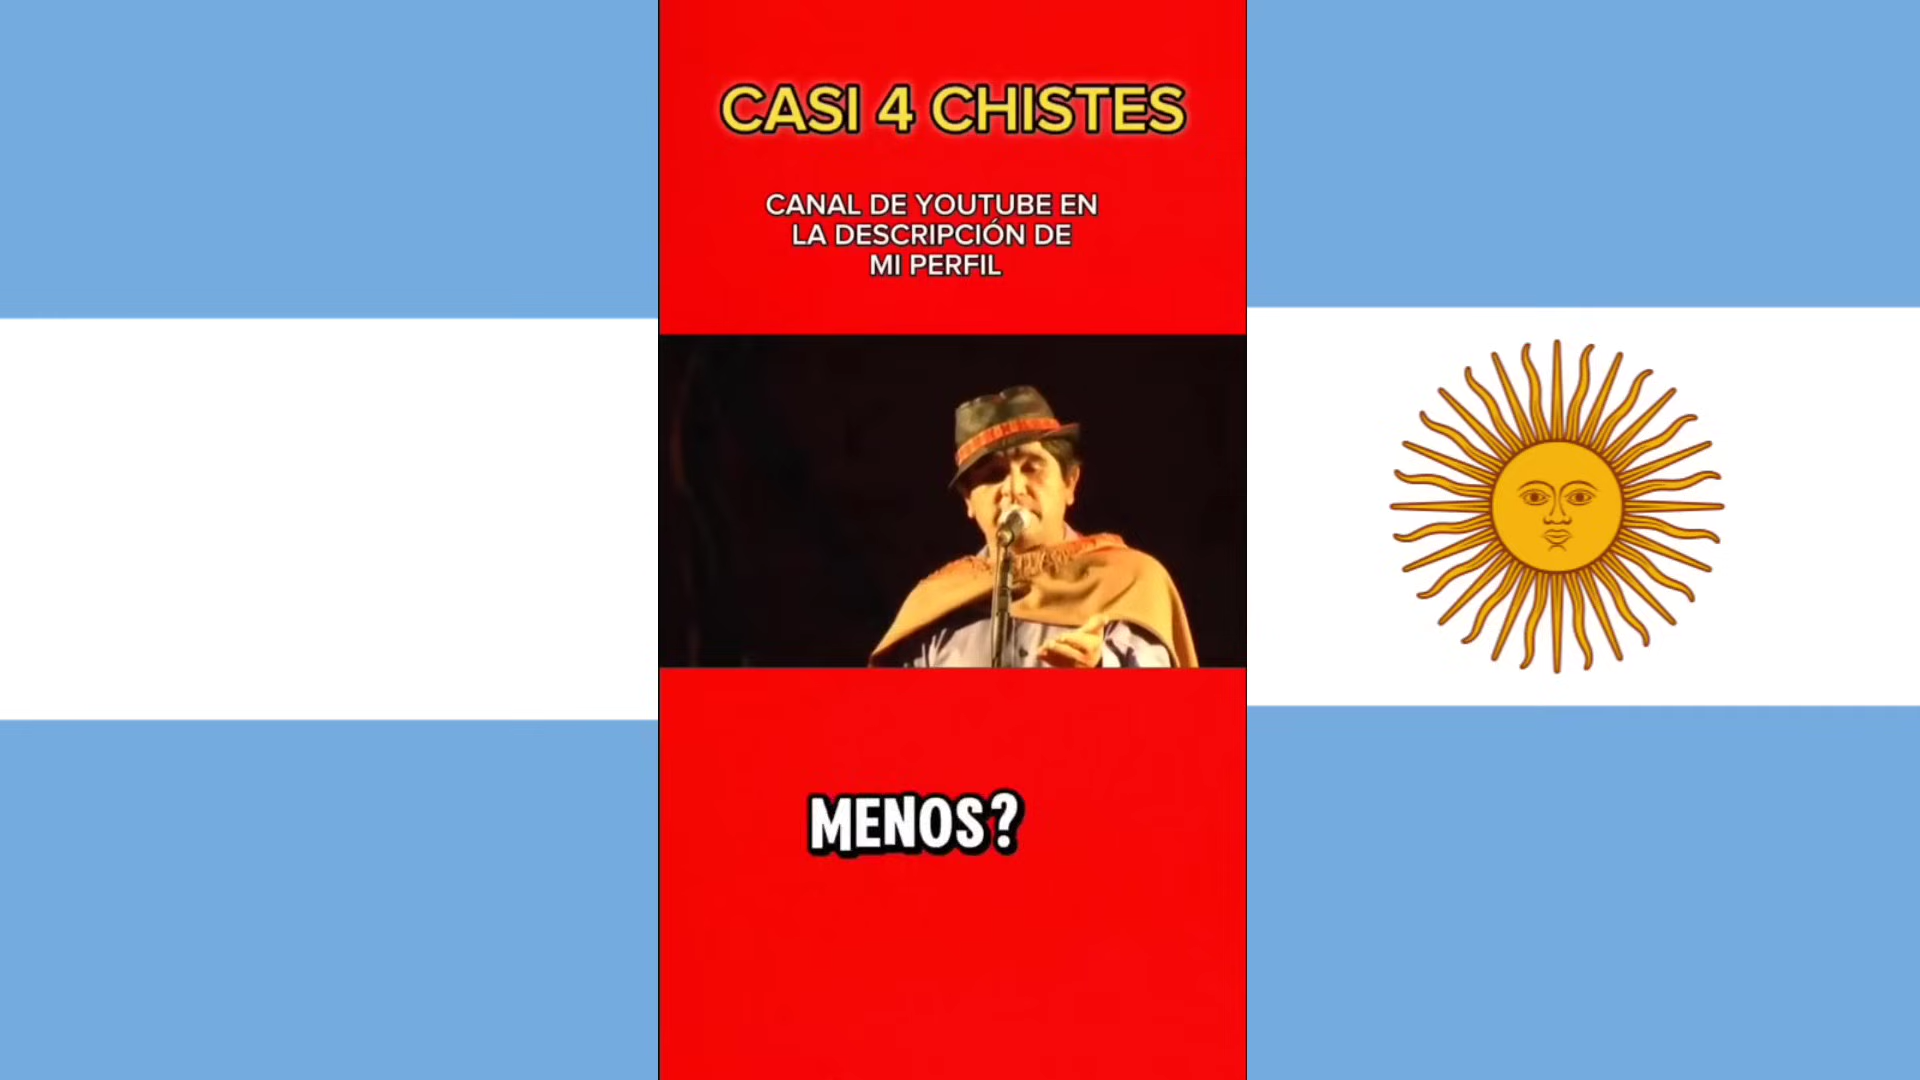 CASI 4 CHISTES
CANAL DE YOUTUBE EN
LA DESCRIPCIÓN DE
MI PERFIL
MENOS?